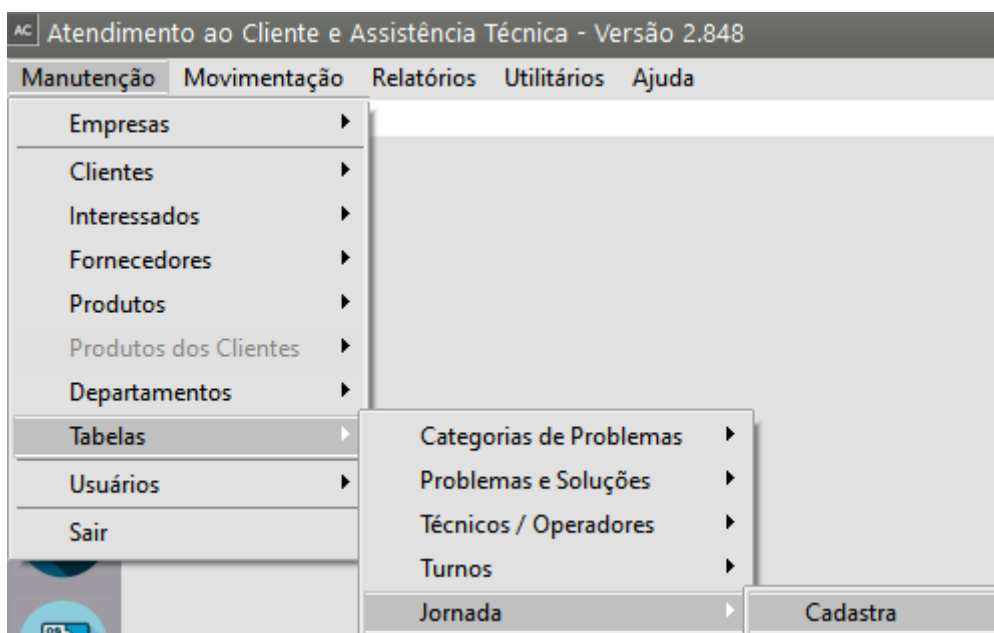 AC Atendimento ao Cliente e Assistência Técnica - Versão 2.848
Manutenção Movimentação Relatórios Utilitários Ajuda
Empresas
Clientes
Interessados
Fornecedores
Produtos
Produtos dos Clientes
Departamentos
Tabelas
Usuários
Sair
Categorias de Problemas
Problemas e Soluções
Técnicos / Operadores
Turnos
Jornada
Cadastra
OS